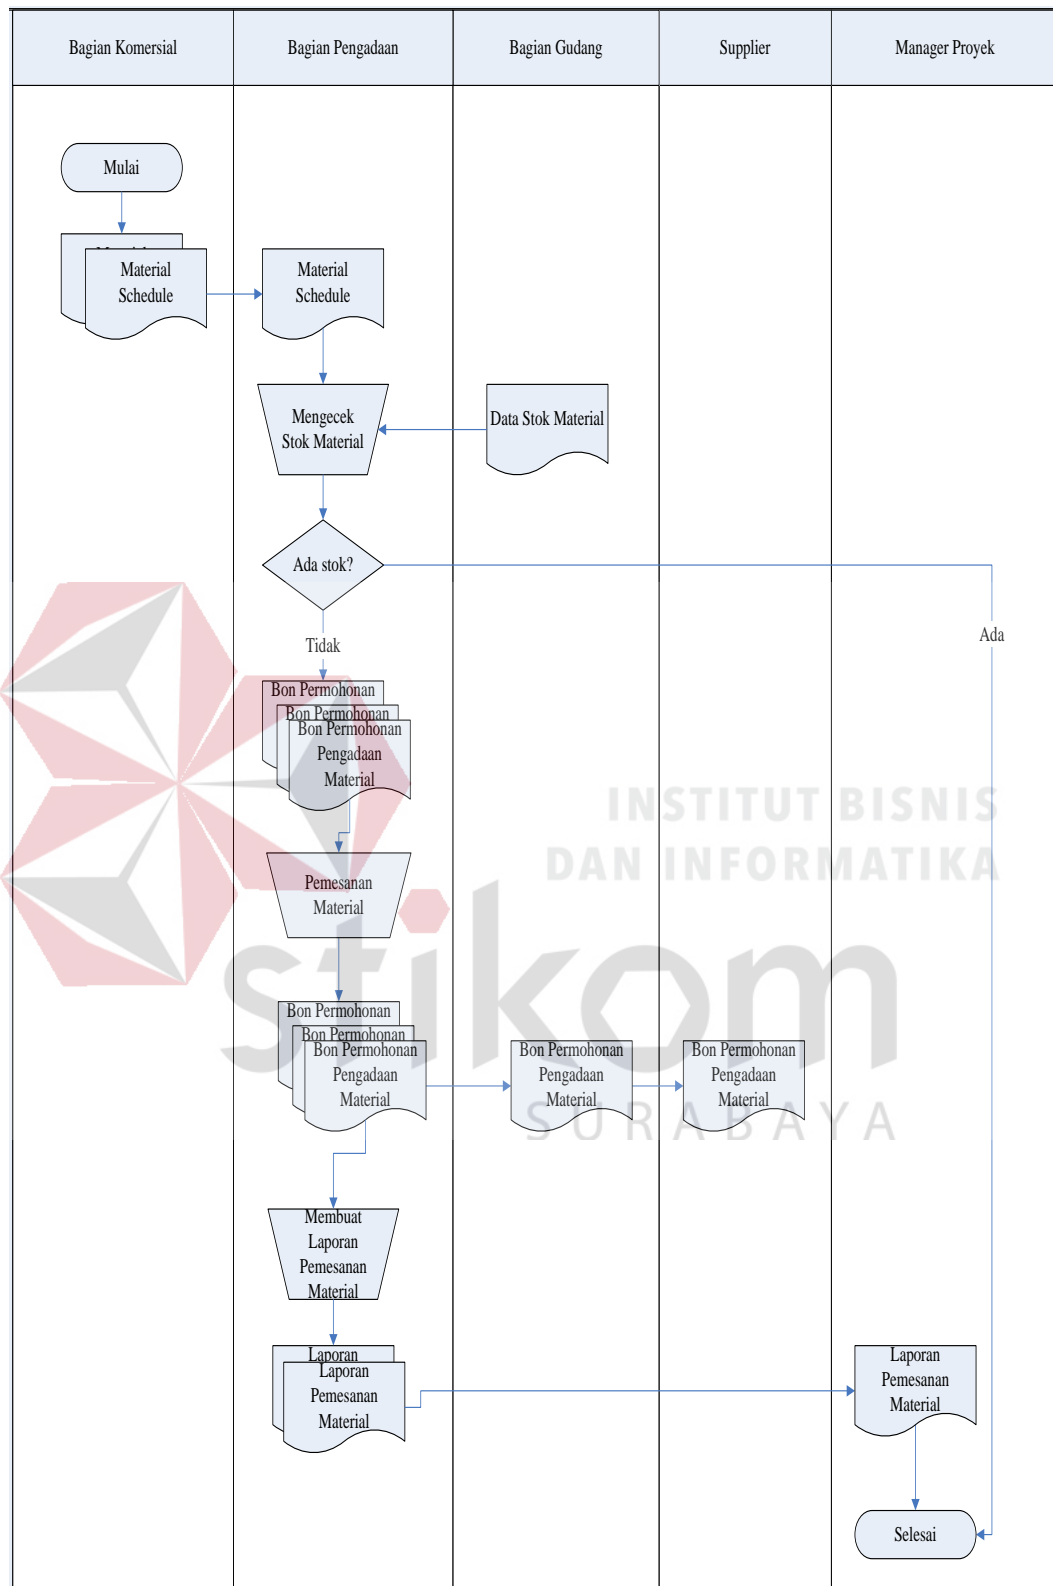 Bagian Komersial
Bagian Pengadaan
Bagian Gudang
Supplier
Manager Proyek
Mulai
Material
Schedule
Material
Schedule
Mengecek
Stok Material
Data Stok Material
Ada stok?
Tidak
Ada
Bon Permohonan
Bon Permohonan
Bon Permohonan
Pengadaan
Material
INSTITUT BISNIS
DAN INFORMATIKA
Pemesanan
Material
stikom
Bon Permohonan
Bon Permohonan
Bon Permohonan
Pengadaan
Material
Bon Permohonan
Pengadaan
Material
Bon Permohonan
Pengadaan
Material
SURABAYA
Membuat
Laporan
Pemesanan
Material
Laporan
Laporan
Pemesanan
Material
Laporan
Pemesanan
Material
Selesai